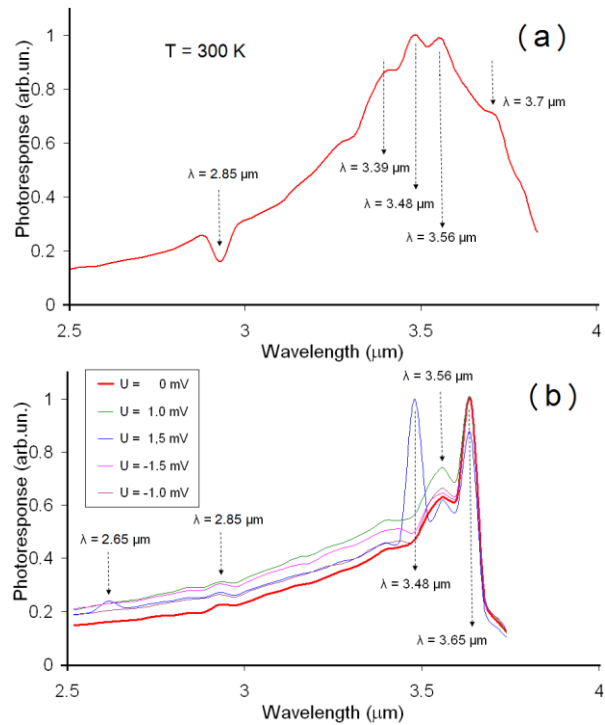 (a)
T = 300 K
Photoresponse (arb.un.)
1
0.8
0.6
0.4
0.2
0
λ = 2.85 μm
λ = 3.39 μm
λ = 3.48 μm
λ = 3.56 μm
λ = 3.7 μm
2.5
3
3.5
4
Wavelength (μm)
(b)
Photoresponse (arb.un.)
1
0.8
0.6
0.4
0.2
0
U = 0 mV
U = 1.0 mV
U = 1,5 mV
U = -1.5 mV
U = -1.0 mV
λ = 2.65 μm
λ = 2.85 μm
λ = 3.56 μm
λ = 3.48 μm
λ = 3.65 μm
2.5
3
3.5
4
Wavelength (μm)